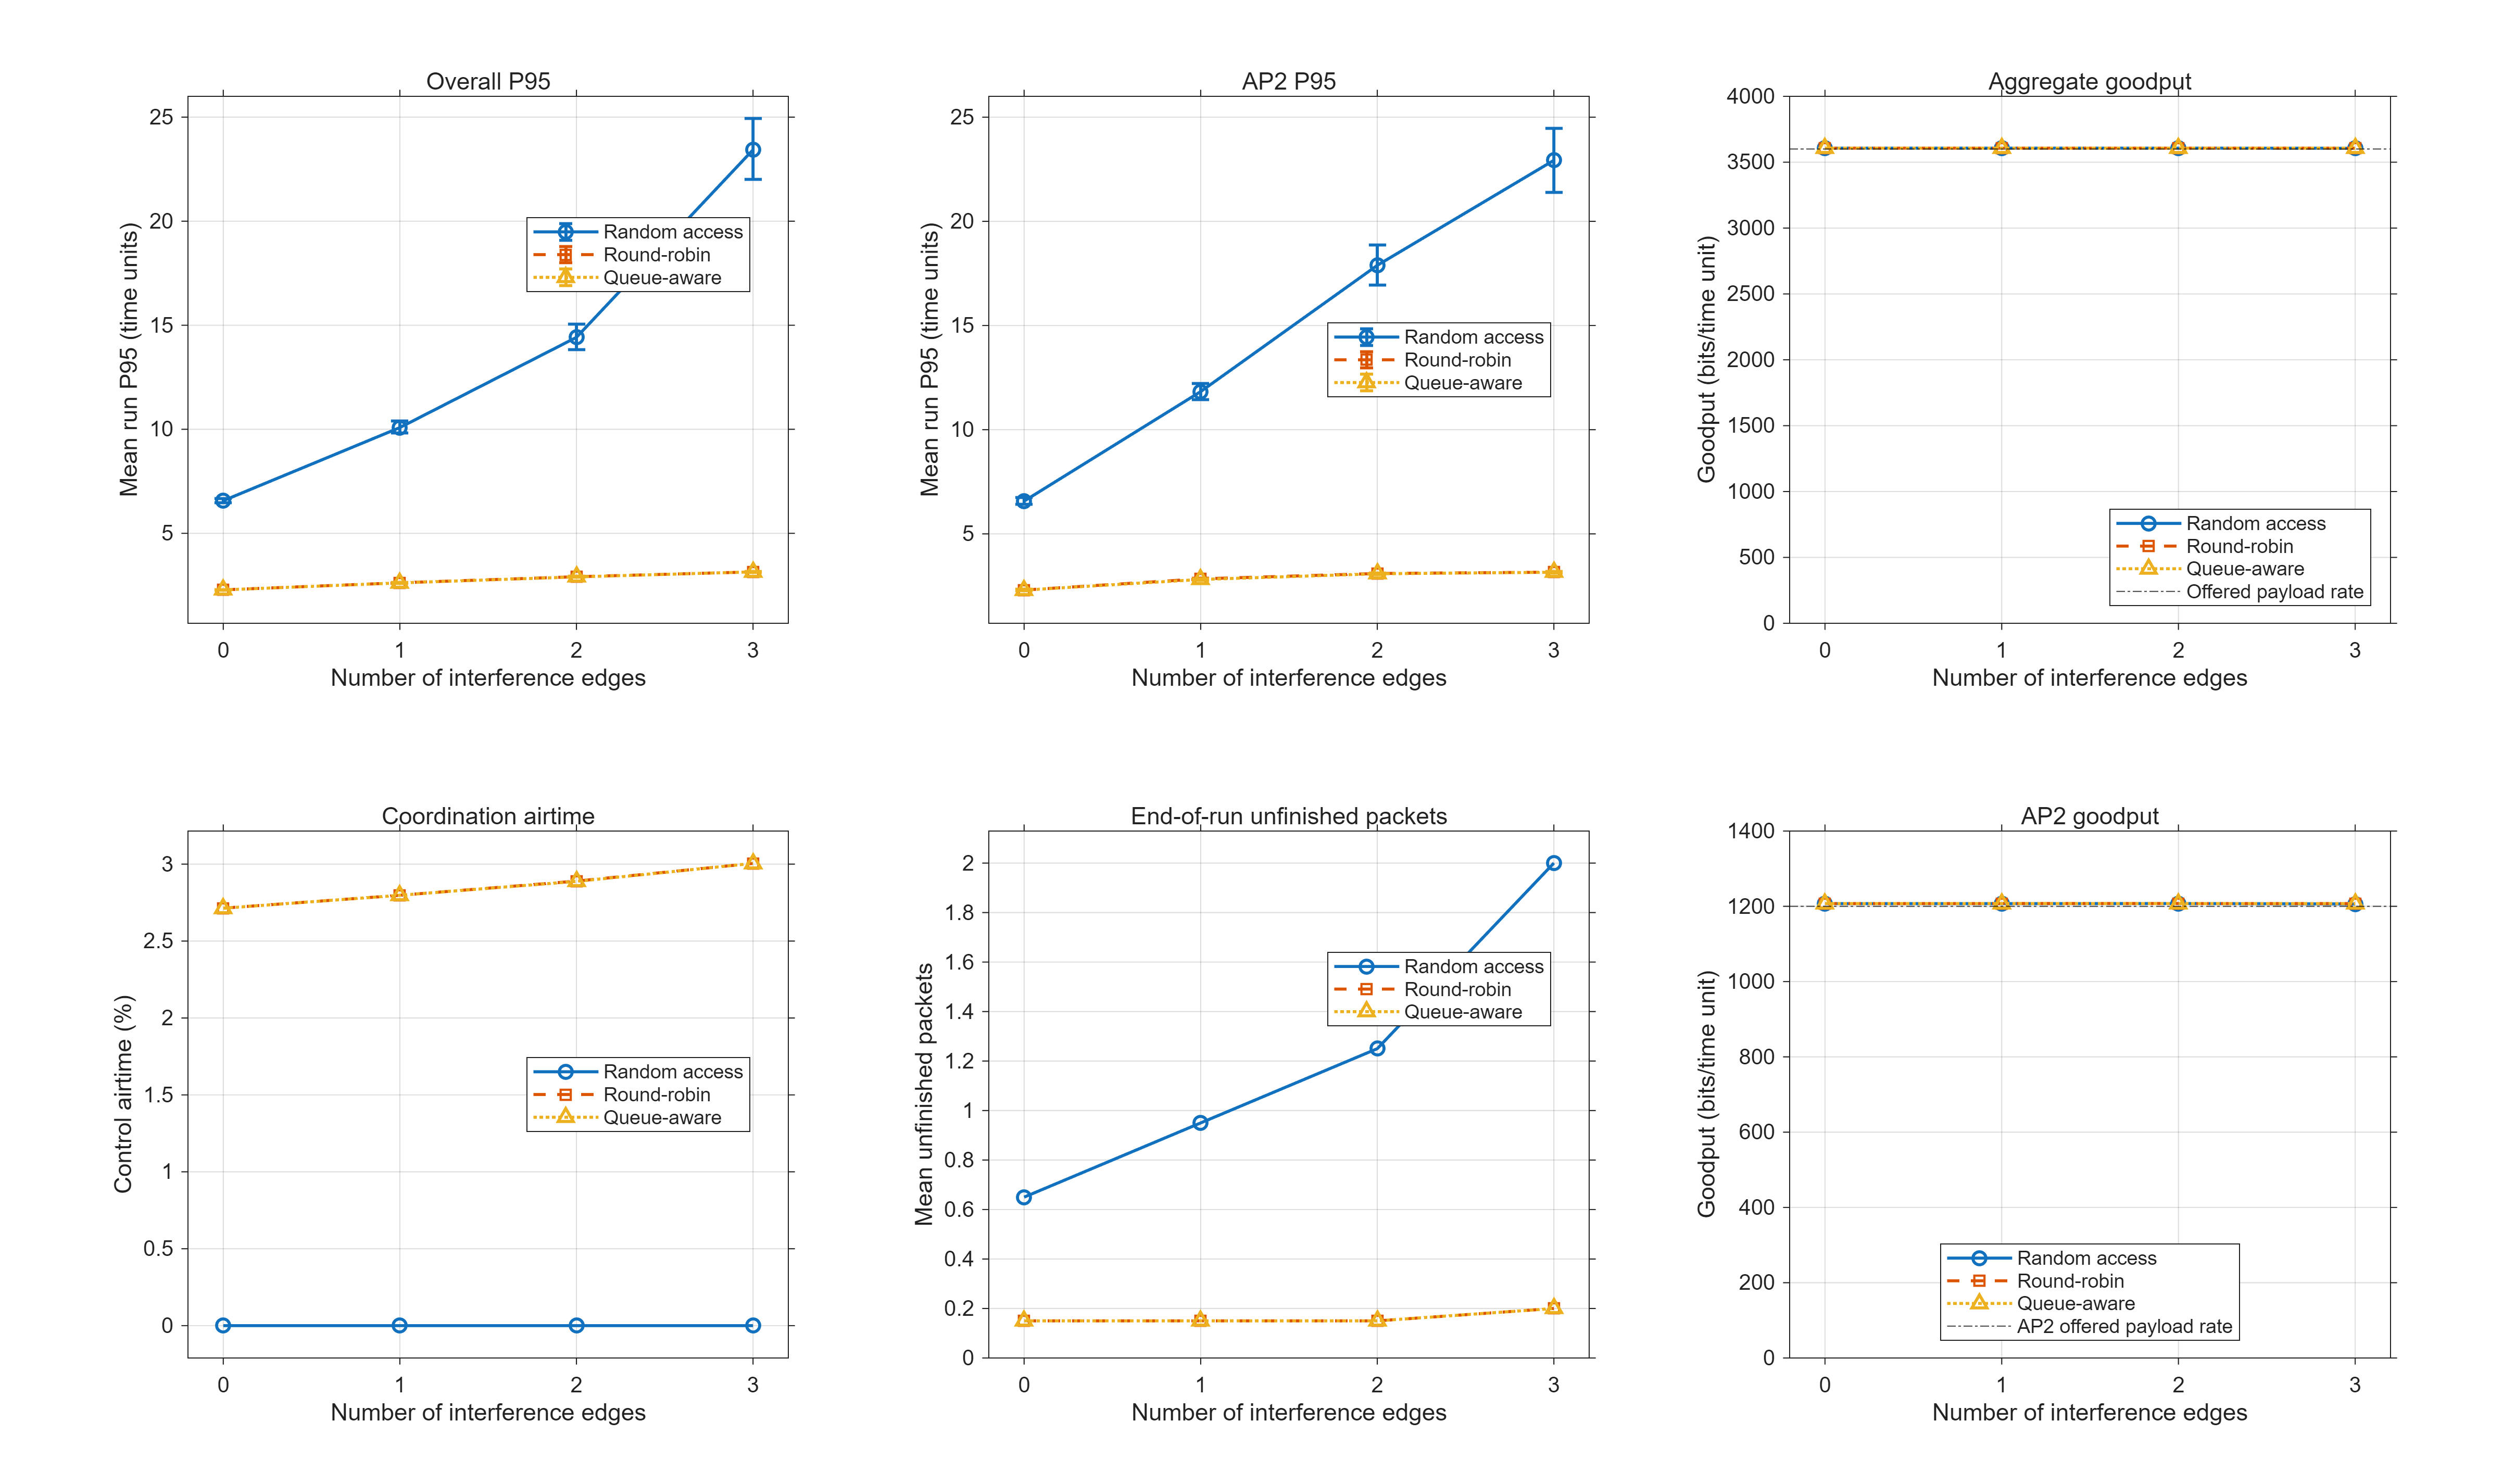 Overall P95
25
20
15
10
5
0 1 2 3
Mean run P95 (time units)
Number of interference edges
Random access
Round-robin
Queue-aware
AP2 P95
25
20
15
10
5
0 1 2 3
Mean run P95 (time units)
Number of interference edges
Random access
Round-robin
Queue-aware
Aggregate goodput
4000
3500
3000
2500
2000
1500
1000
500
0
0 1 2 3
Goodput (bits/time unit)
Number of interference edges
Random access
Round-robin
Queue-aware
Offered payload rate
Coordination airtime
3
2.5
2
1.5
1
0.5
0
0 1 2 3
Control airtime (%)
Number of interference edges
Random access
Round-robin
Queue-aware
End-of-run unfinished packets
2
1.8
1.6
1.4
1.2
1
0.8
0.6
0.4
0.2
0
0 1 2 3
Mean unfinished packets
Number of interference edges
Random access
Round-robin
Queue-aware
AP2 goodput
1400
1200
1000
800
600
400
200
0
0 1 2 3
Goodput (bits/time unit)
Number of interference edges
Random access
Round-robin
Queue-aware
AP2 offered payload rate